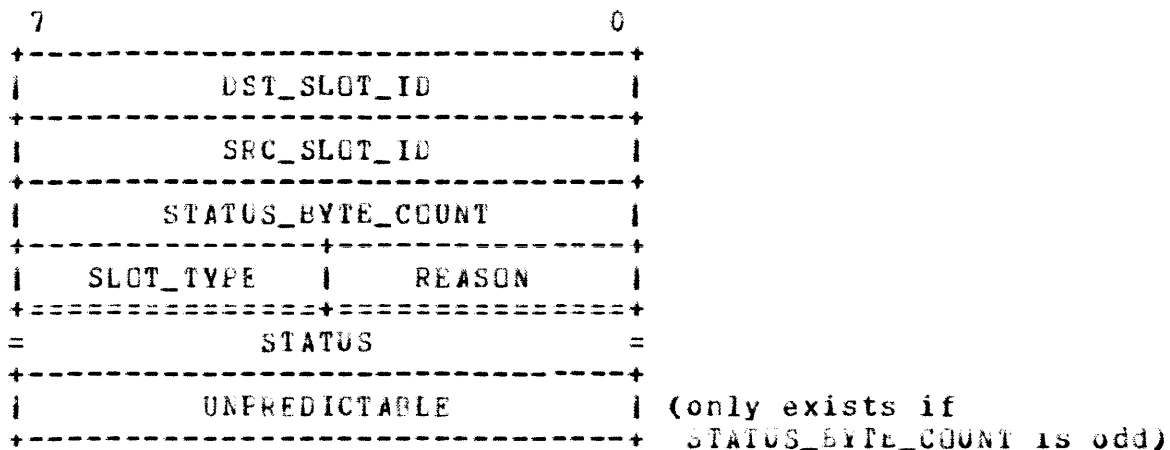 7 0
DST_SLOT_ID
SRC_SLOT_ID
STATUS_BYTE_COUNT
SLOT_TYPE REASON
= STATUS =
UNPREDICTABLE (only exists if
STATUS_BYTE_COUNT is odd)